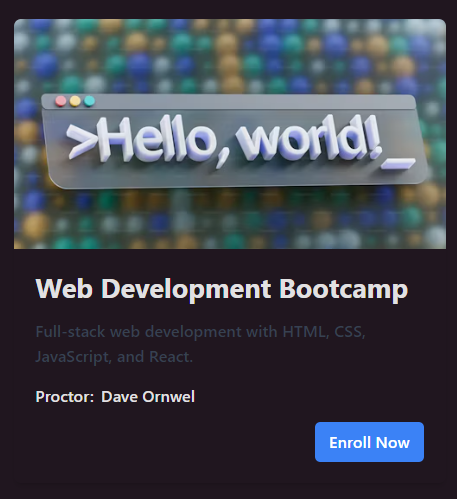 >Hello, world!_
Web Development Bootcamp
Full-stack web development with HTML, CSS,
JavaScript, and React.
Proctor: Dave Ornwel
Enroll Now